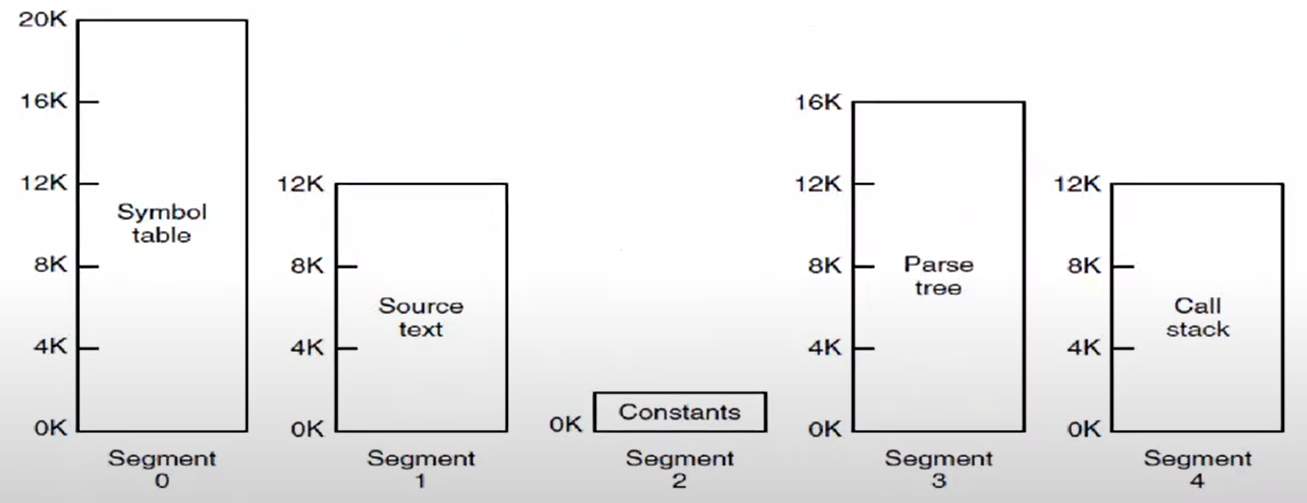 20K
16K
12K
8K
4K
0K
Symbol
table
Segment
0
12K
8K
4K
0K
Source
text
Segment
1
0K
Constants
Segment
2
16K
12K
8K
4K
0K
Parse
tree
Segment
3
12K
8K
4K
0K
Call
stack
Segment
4